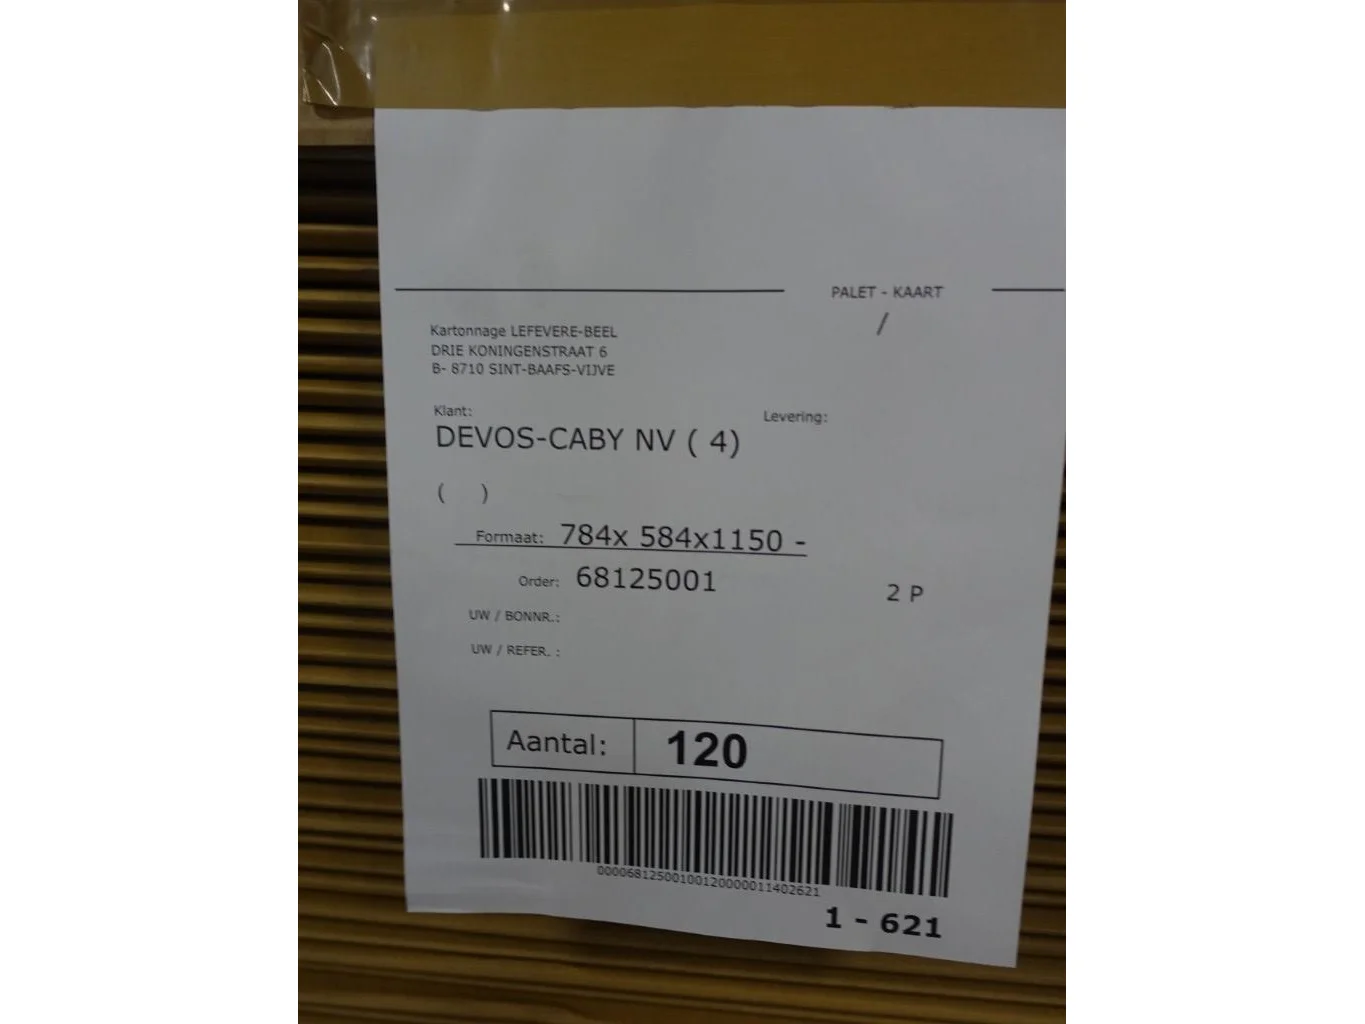 PALET - KAART
/
Kartonnage LEFEVERE-BEEL
DRIE KONINGENSTRAAT 6
B- 8710 SINT-BAAFS-VIJVE
Klant:
Levering:
DEVOS-CABY NV ( 4)
( )
Formaat: 784x 584x1150 -
Order: 68125001
2 P
UW / BONNR.:
UW / REFER. :
Aantal: 120
00006812500100120000011402621
1 - 621